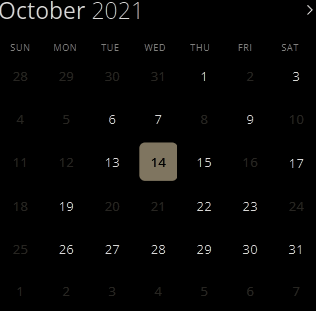 October 2021
SUN MON TUE WED THU FRI SAT
28 29 30 31 1 2 3
4 5 6 7 8 9 10
11 12 13 14 15 16 17
18 19 20 21 22 23 24
25 26 27 28 29 30 31
1 2 3 4 5 6 7